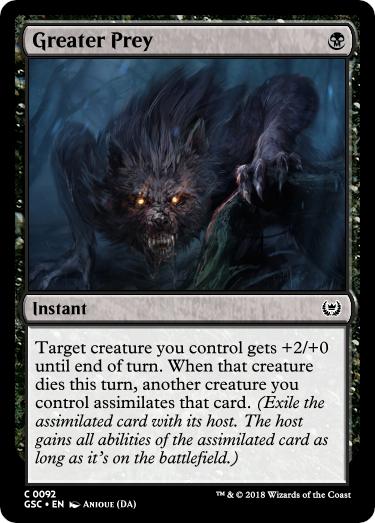 Greater Prey
Instant
Target creature you control gets +2/+0
until end of turn. When that creature
dies this turn, another creature you
control assimilates that card. (Exile the
assimilated card with its host. The host
gains all abilities of the assimilated card as
long as it's on the battlefield.)
C 0092
GSC • EN Anioue (DA)
™ & © 2018 Wizards of the Coast